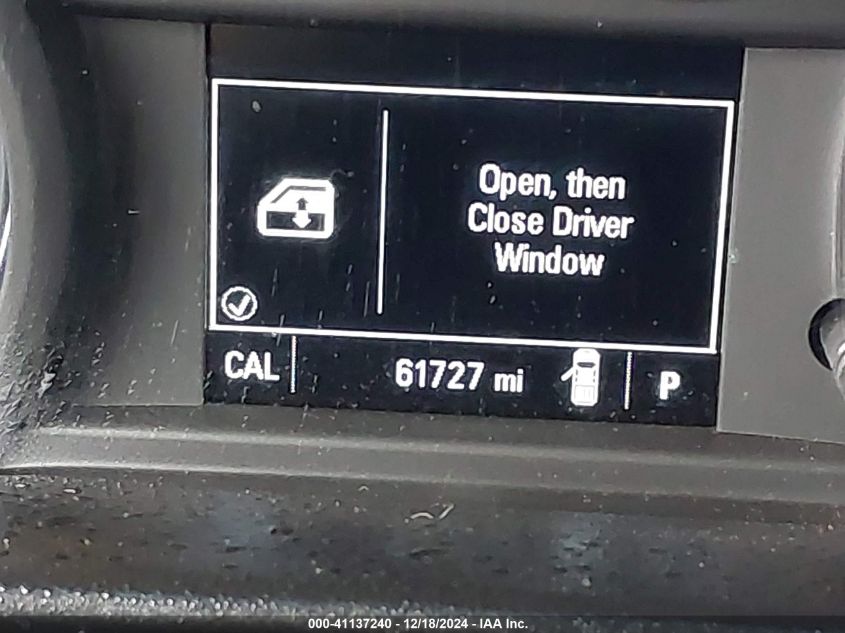 Open, then
Close Driver
Window
CAL 61727 mi P
000-41137240 - 12/18/2024 - IAA Inc.